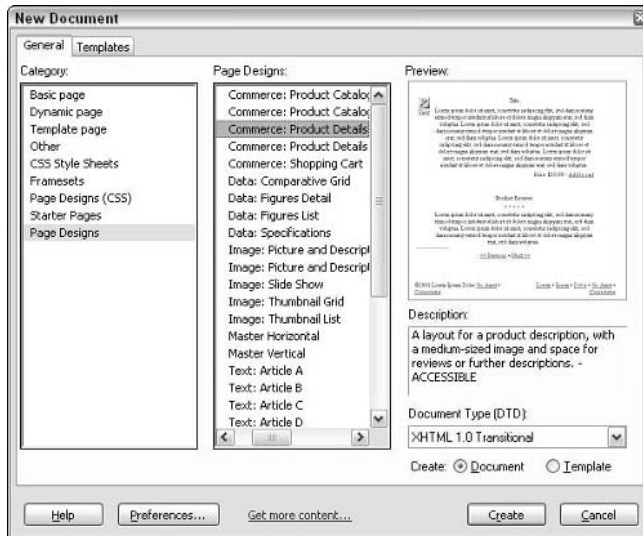 New Document
General
Templates
Category:
Basic page
Dynamic page
Template page
Other
CSS Style Sheets
Framesets
Page Designs (CSS)
Starter Pages
Page Designs
Page Designs:
Commerce: Product Catalog
Commerce: Product Catalog
Commerce: Product Details
Commerce: Product Details
Commerce: Shopping Cart
Data: Comparative Grid
Data: Figures Detail
Data: Figures List
Data: Specifications
Image: Picture and Descript
Image: Picture and Descript
Image: Slide Show
Image: Thumbnail Grid
Image: Thumbnail List
Master Horizontal
Master Vertical
Text: Article A
Text: Article B
Text: Article C
Text: Article D
Preview:
Title
Product Reviews
Description:
A layout for a product description, with
a medium-sized image and space for
reviews or further descriptions. -
ACCESSIBLE
Document Type (DTD):
XHTML 1.0 Transitional
Create:
Document
Template
Help
Preferences...
Get more content...
Create
Cancel